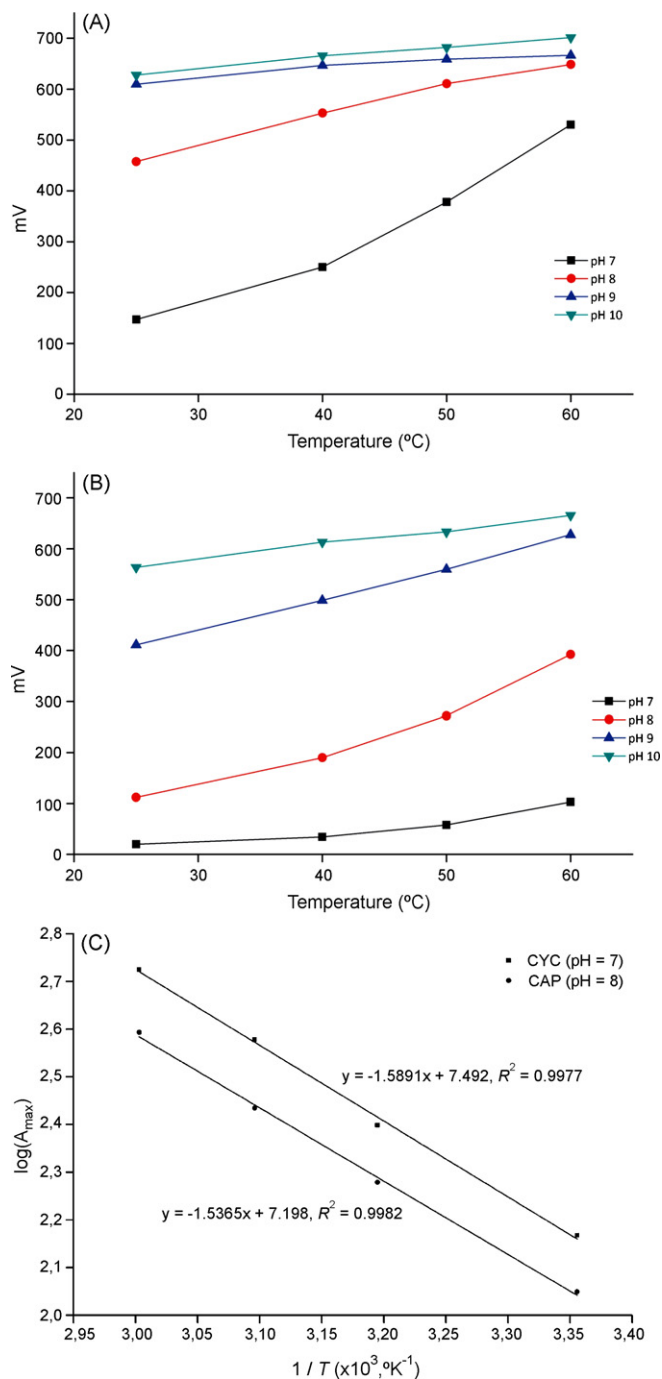 (A)
700
600
500
400
300
200
100
0
mV
pH 7
pH 8
pH 9
pH 10
20
30
40
50
60
Temperature (ºC)
(B)
700
600
500
400
300
200
100
0
mV
pH 7
pH 8
pH 9
pH 10
20
30
40
50
60
Temperature (ºC)
(C)
2,8
2,7
2,6
2,5
2,4
2,3
2,2
2,1
2,0
log(A_max)
CYC (pH = 7)
CAP (pH = 8)
y = -1.5891x + 7.492, R² = 0.9977
y = -1.5365x + 7.198, R² = 0.9982
2,95
3,00
3,05
3,10
3,15
3,20
3,25
3,30
3,35
3,40
1 / T (x10³,ºK⁻¹)